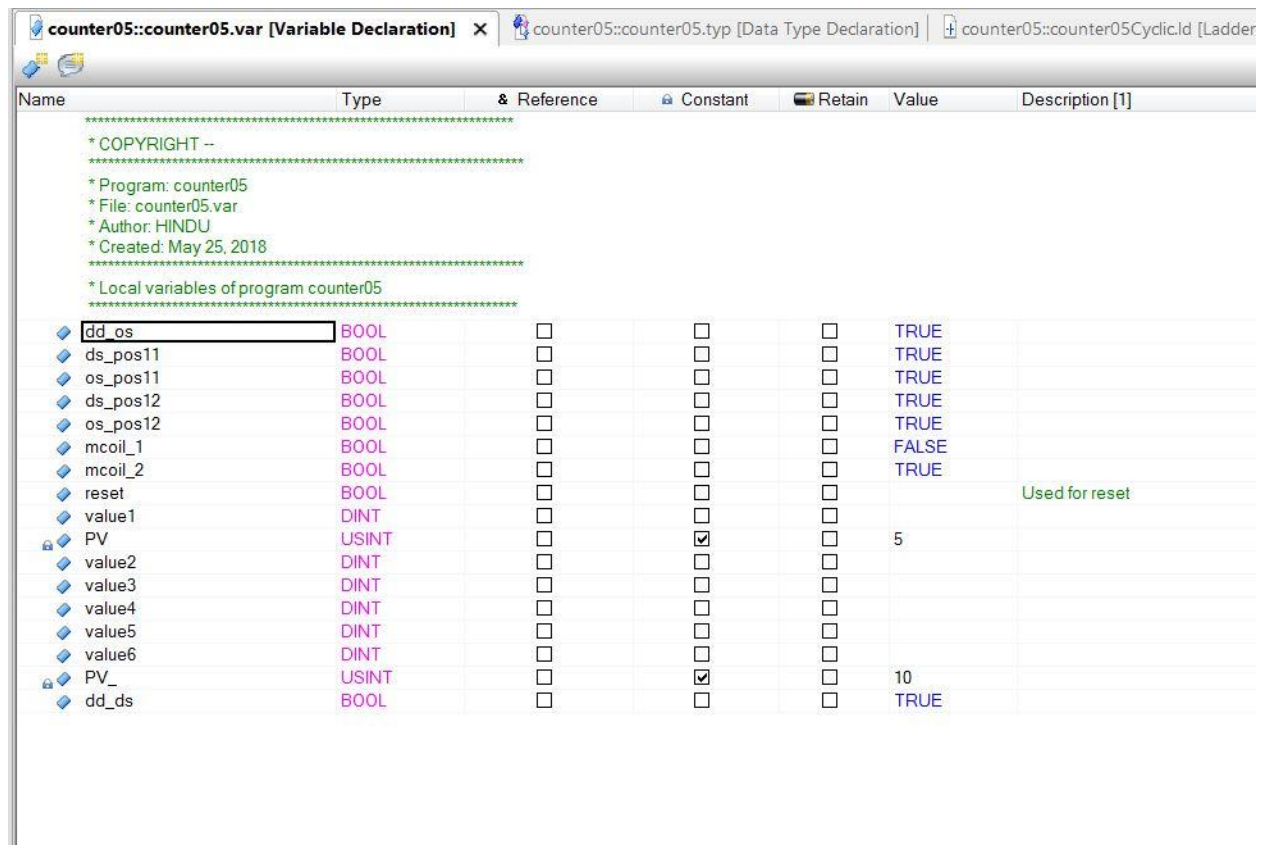 counter05::counter05.var [Variable Declaration] X counter05::counter05.typ [Data Type Declaration] counter05::counter05Cyclic.ld [Ladder
Name Type & Reference Constant Retain Value Description [1]
* COPYRIGHT --
* Program: counter05
* File: counter05.var
* Author: HINDU
* Created: May 25, 2018
* Local variables of program counter05
dd_os BOOL TRUE
ds_pos11 BOOL TRUE
os_pos11 BOOL TRUE
ds_pos12 BOOL TRUE
os_pos12 BOOL TRUE
mcoil_1 BOOL FALSE
mcoil_2 BOOL TRUE
reset BOOL Used for reset
value1 DINT
PV USINT 5
value2 DINT
value3 DINT
value4 DINT
value5 DINT
value6 DINT
PV_ USINT 10
dd_ds BOOL TRUE